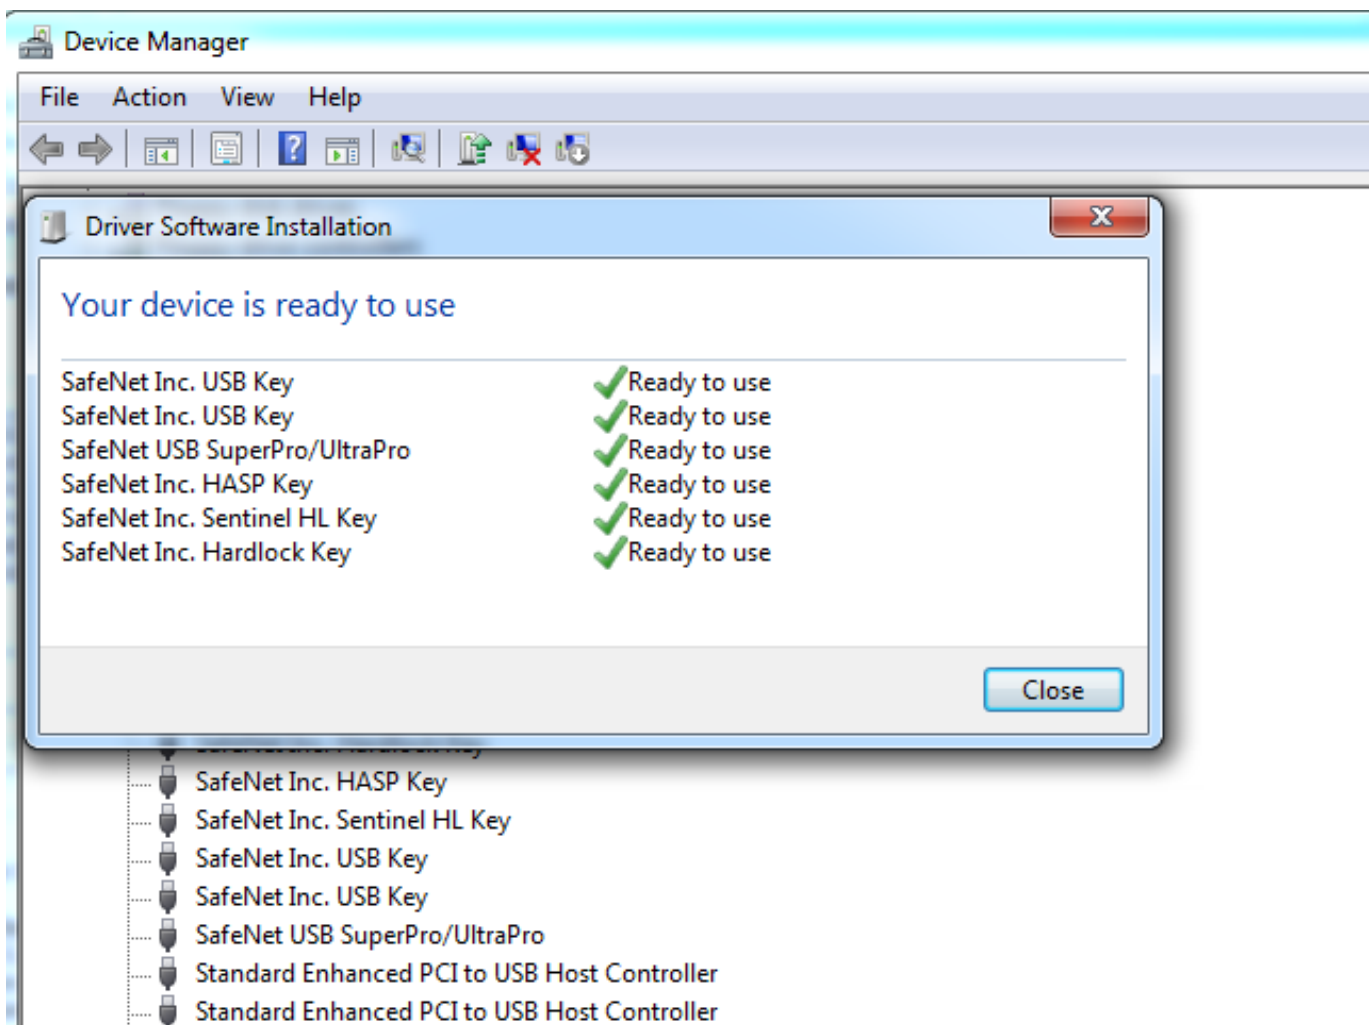 Device Manager
File Action View Help
Driver Software Installation
Your device is ready to use
SafeNet Inc. USB Key Ready to use
SafeNet Inc. USB Key Ready to use
SafeNet USB SuperPro/UltraPro Ready to use
SafeNet Inc. HASP Key Ready to use
SafeNet Inc. Sentinel HL Key Ready to use
SafeNet Inc. Hardlock Key Ready to use
Close
SafeNet Inc. Hardlock Key
SafeNet Inc. HASP Key
SafeNet Inc. Sentinel HL Key
SafeNet Inc. USB Key
SafeNet Inc. USB Key
SafeNet USB SuperPro/UltraPro
Standard Enhanced PCI to USB Host Controller
Standard Enhanced PCI to USB Host Controller